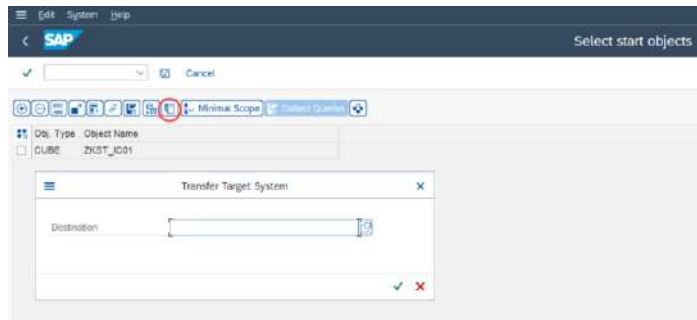 Edit System Help
SAP
Select start objects
Cancel
Minimal Scope
Collect Queries
Obj. Type Object Name
CUBE ZKST_IC01
Transfer Target System
Destination